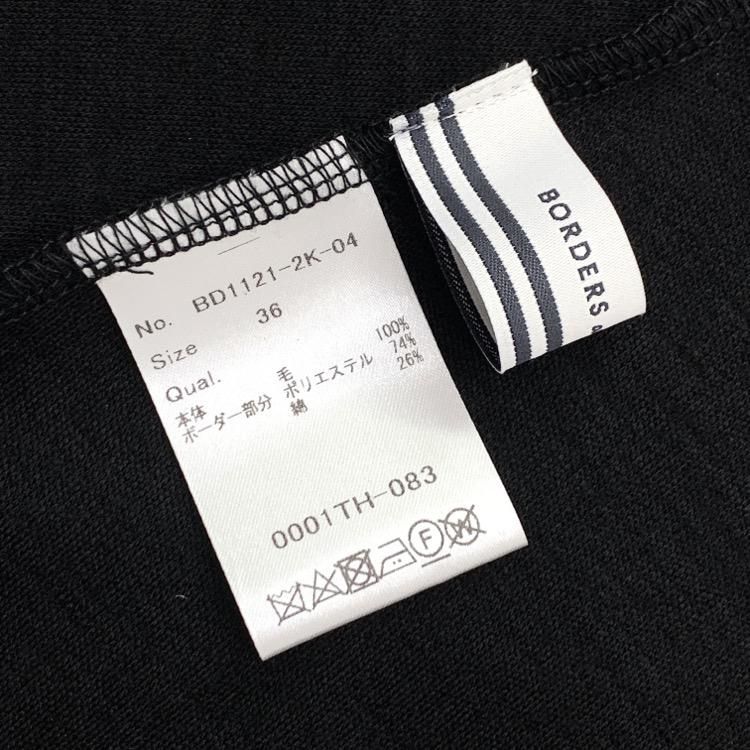 No. BD1121-2K-04
Size 36
Qual.
本体 毛 100%
ボーダー部分 ポリエステル 74%
綿 26%
0001TH-083
F W
BORDERS